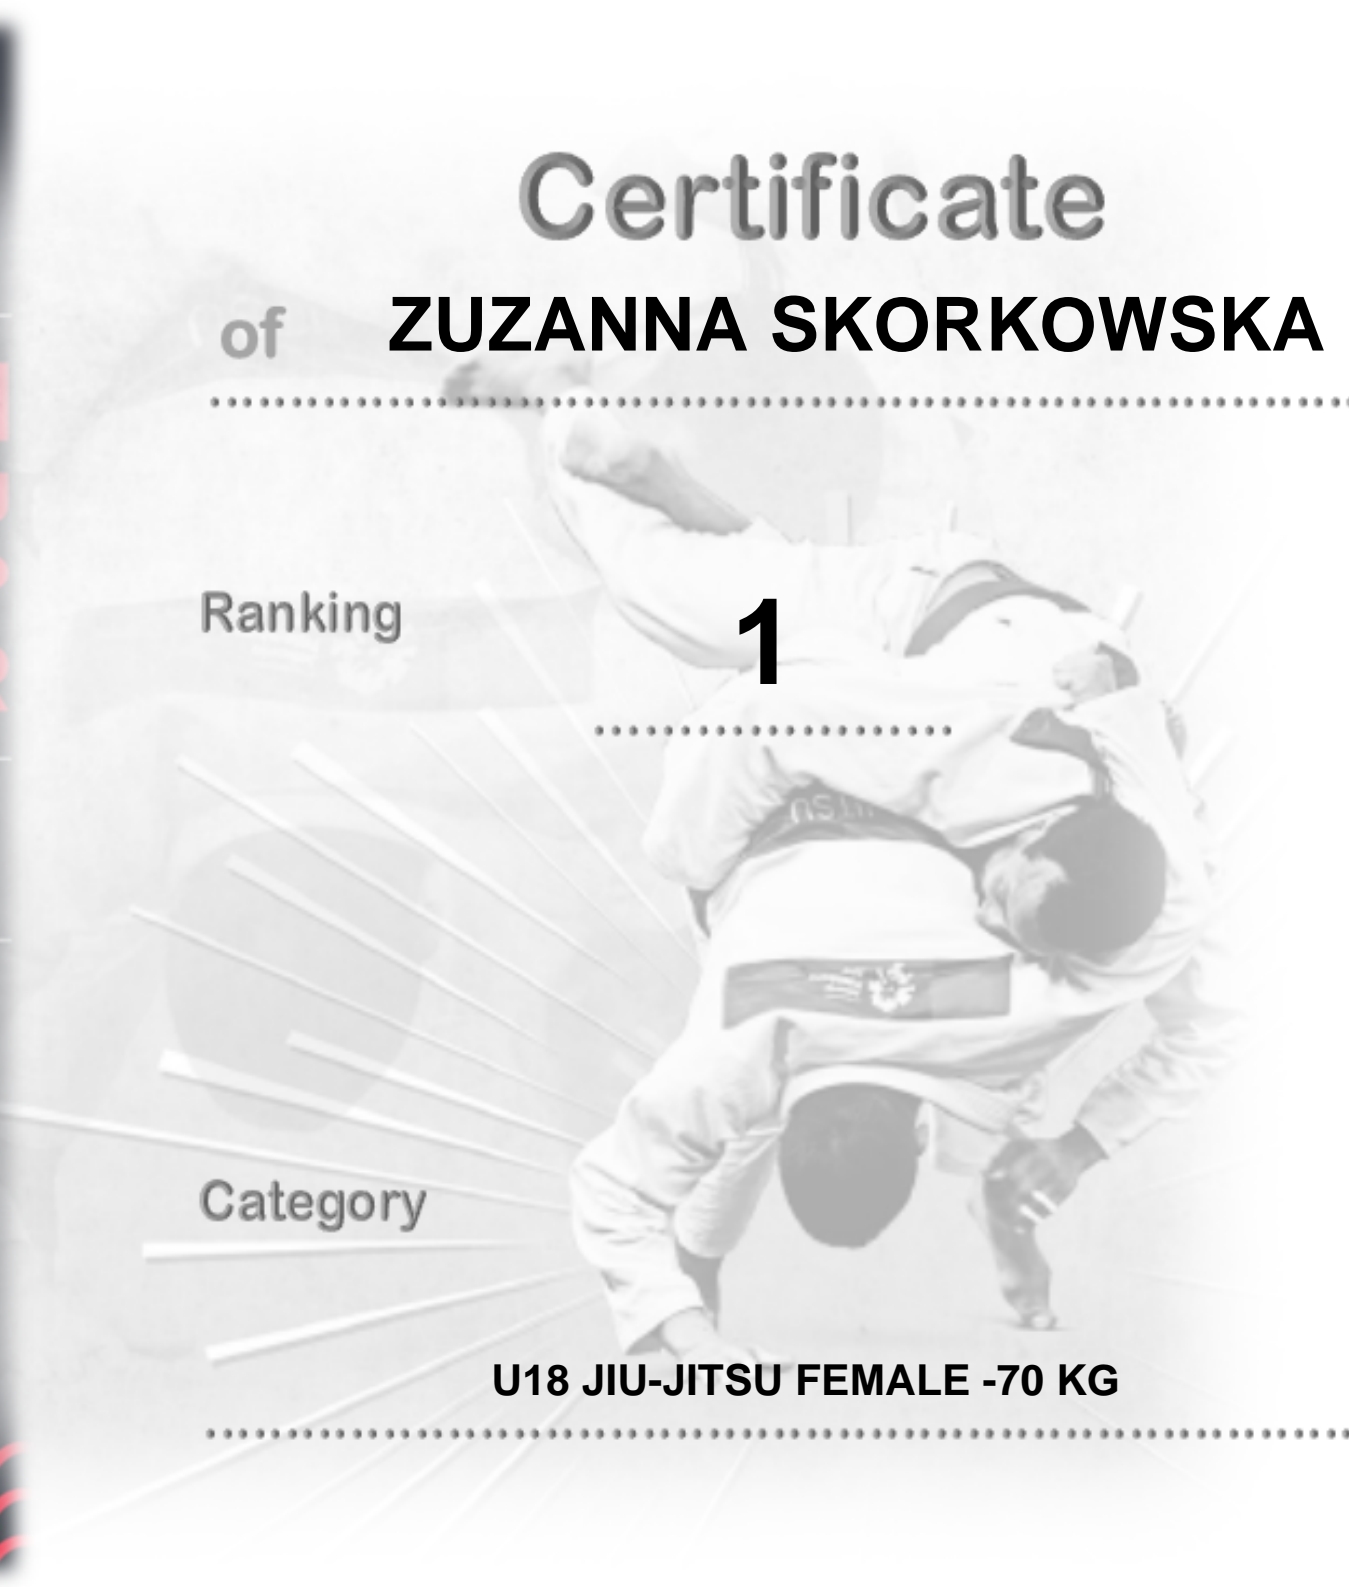 Certificate
of ZUZANNA SKORKOWSKA
Ranking
1
Category
U18 JIU-JITSU FEMALE -70 KG